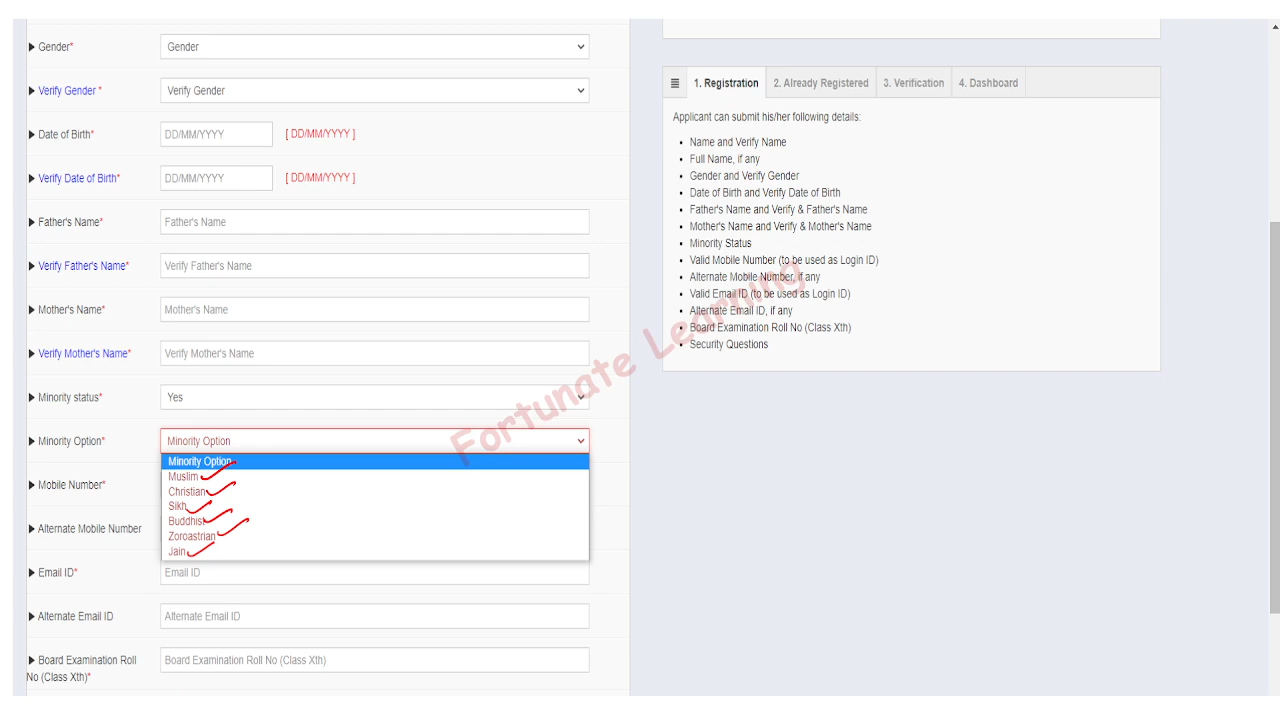 Gender*
Gender
Verify Gender *
Verify Gender
Date of Birth*
DD/MM/YYYY
[ DD/MM/YYYY ]
Verify Date of Birth*
DD/MM/YYYY
[ DD/MM/YYYY ]
Father's Name*
Father's Name
Verify Father's Name*
Verify Father's Name
Mother's Name*
Mother's Name
Verify Mother's Name*
Verify Mother's Name
Minority status*
Yes
Minority Option*
Minority Option
Minority Option
Muslim
Christian
Sikh
Buddhist
Zoroastrian
Jain
Mobile Number*
Alternate Mobile Number
Email ID*
Email ID
Alternate Email ID
Alternate Email ID
Board Examination Roll
No (Class Xth)*
Board Examination Roll No (Class Xth)
1. Registration
2. Already Registered
3. Verification
4. Dashboard
Applicant can submit his/her following details:
Name and Verify Name
Full Name, if any
Gender and Verify Gender
Date of Birth and Verify Date of Birth
Father's Name and Verify & Father's Name
Mother's Name and Verify & Mother's Name
Minority Status
Valid Mobile Number (to be used as Login ID)
Alternate Mobile Number, if any
Valid Email ID (to be used as Login ID)
Alternate Email ID, if any
Board Examination Roll No (Class Xth)
Security Questions
Fortunate Learning